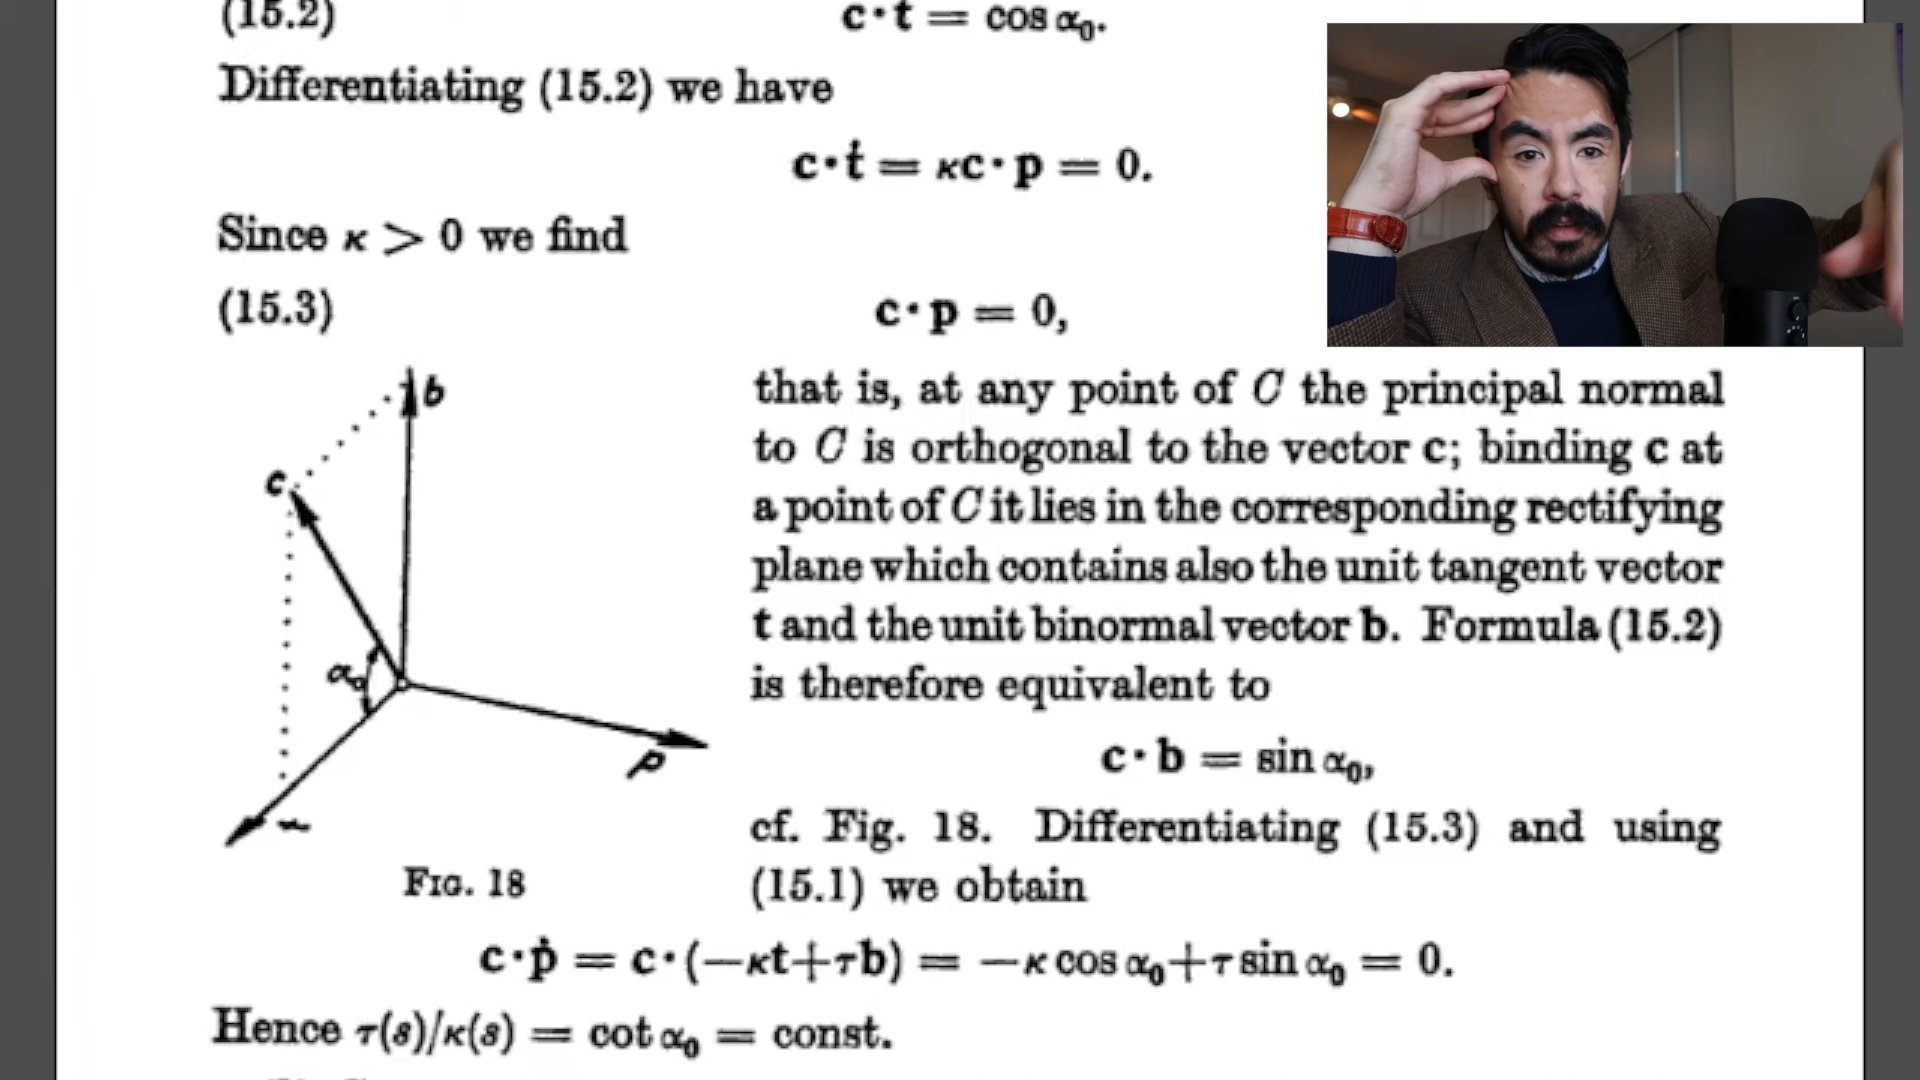 (15.2) c·t = cos α₀.
Differentiating (15.2) we have
c·t = κc·p = 0.
Since κ > 0 we find
(15.3) c·p = 0,
b
c
α₀
p
FIG. 18
that is, at any point of C the principal normal
to C is orthogonal to the vector c; binding c at
a point of C it lies in the corresponding rectifying
plane which contains also the unit tangent vector
t and the unit binormal vector b. Formula (15.2)
is therefore equivalent to
c·b = sin α₀,
cf. Fig. 18. Differentiating (15.3) and using
(15.1) we obtain
c·ṗ = c·(−κt+τb) = −κ cos α₀+τ sin α₀ = 0.
Hence τ(s)/κ(s) = cot α₀ = const.